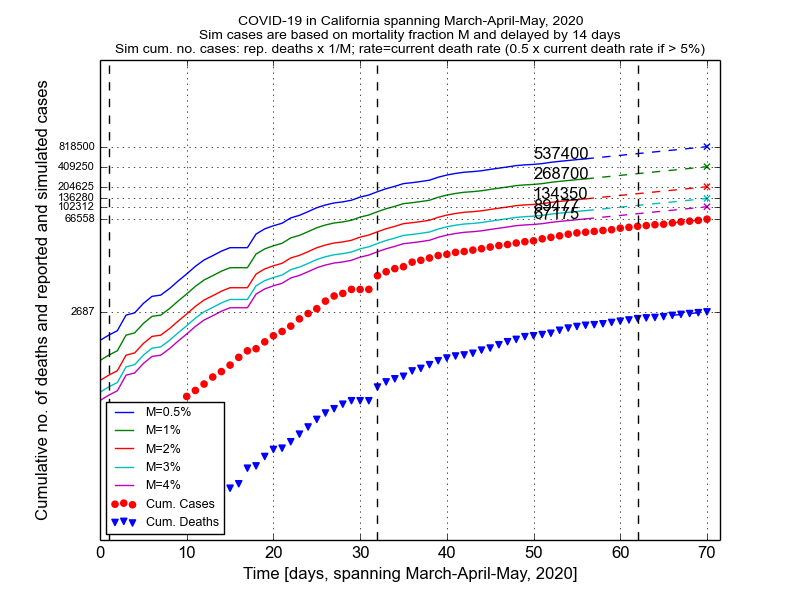 COVID-19 in California spanning March-April-May, 2020
Sim cases are based on mortality fraction M and delayed by 14 days
Sim cum. no. cases: rep. deaths x 1/M; rate=current death rate (0.5 x current death rate if > 5%)
Cumulative no. of deaths and reported and simulated cases
818500
409250
204625
136280
102312
66558
2687
537400
268700
134350
89477
67175
M=0.5%
M=1%
M=2%
M=3%
M=4%
Cum. Cases
Cum. Deaths
0 10 20 30 40 50 60 70
Time [days, spanning March-April-May, 2020]